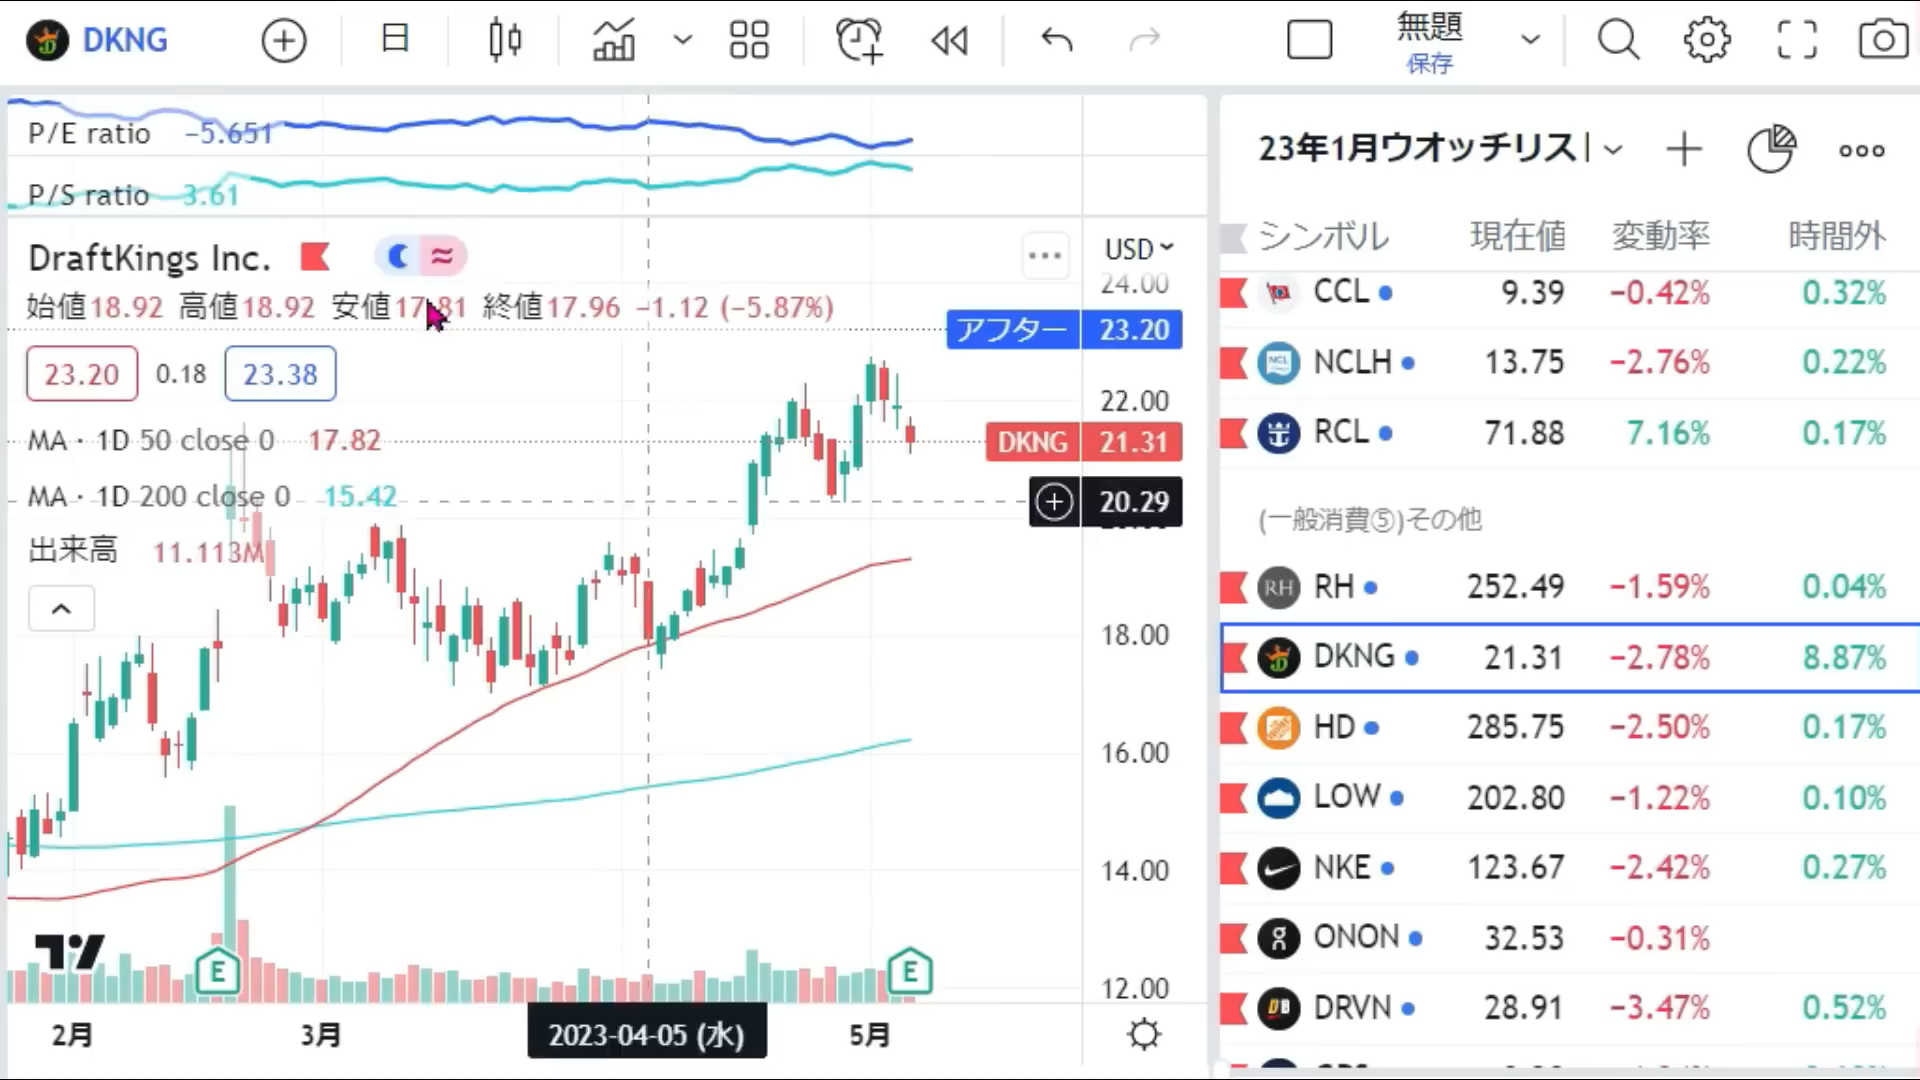 DKNG
日
無題
保存
P/E ratio −5.651
P/S ratio 3.61
DraftKings Inc.
USD
24.00
始値18.92 高値18.92 安値17.81 終値17.96 −1.12 (−5.87%)
アフター 23.20
23.20 0.18 23.38
22.00
MA · 1D 50 close 0 17.82
DKNG 21.31
MA · 1D 200 close 0 15.42
20.29
出来高 11.113M
18.00
16.00
14.00
12.00
E
E
2月 3月 2023-04-05 (水) 5月
23年1月ウオッチリスト
シンボル 現在値 変動率 時間外
CCL 9.39 −0.42% 0.32%
NCLH 13.75 −2.76% 0.22%
RCL 71.88 7.16% 0.17%
(一般消費⑤)その他
RH RH 252.49 −1.59% 0.04%
DKNG 21.31 −2.78% 8.87%
HD 285.75 −2.50% 0.17%
LOW 202.80 −1.22% 0.10%
NKE 123.67 −2.42% 0.27%
ONON 32.53 −0.31%
DRVN 28.91 −3.47% 0.52%